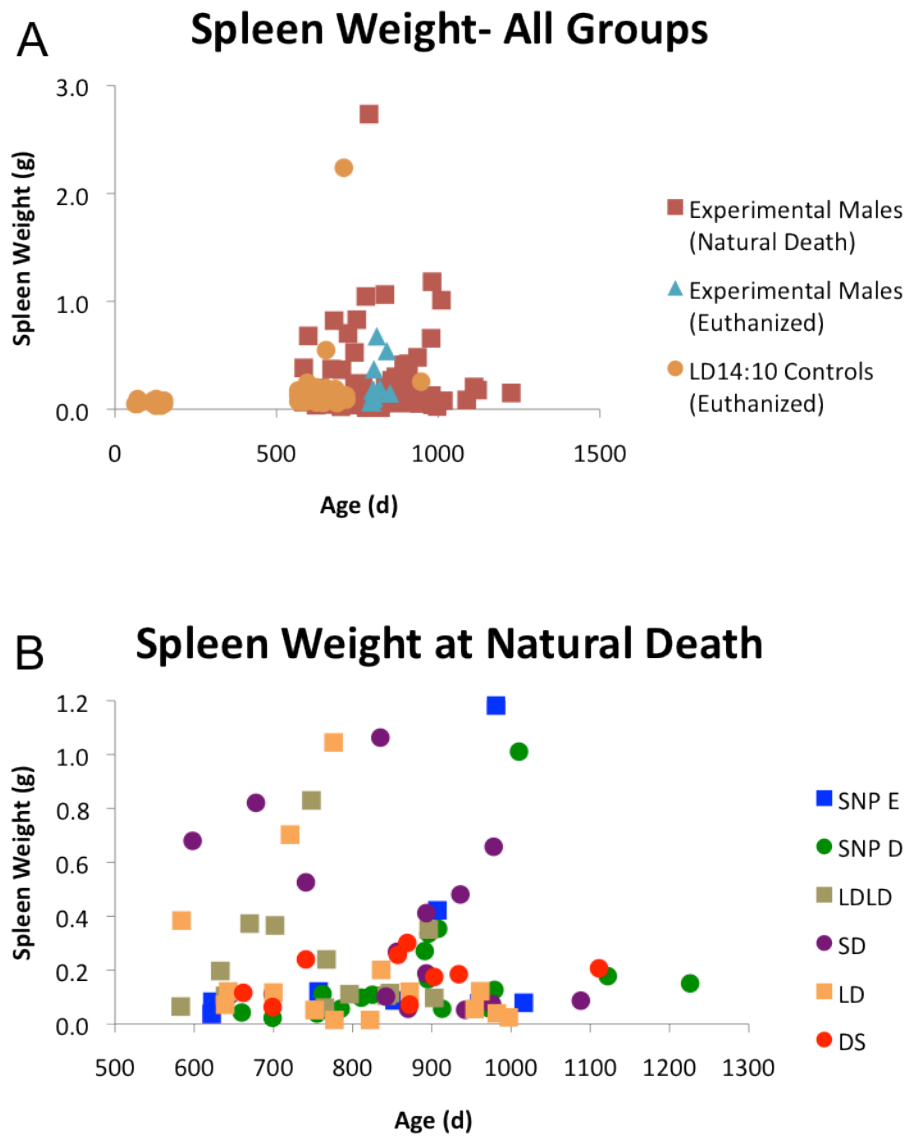 A
Spleen Weight- All Groups
Spleen Weight (g)
3.0
2.0
1.0
0.0
0 500 1000 1500
Age (d)
Experimental Males
(Natural Death)
Experimental Males
(Euthanized)
LD14:10 Controls
(Euthanized)
B
Spleen Weight at Natural Death
Spleen Weight (g)
1.2
1.0
0.8
0.6
0.4
0.2
0.0
500 600 700 800 900 1000 1100 1200 1300
Age (d)
SNP E
SNP D
LDLD
SD
LD
DS